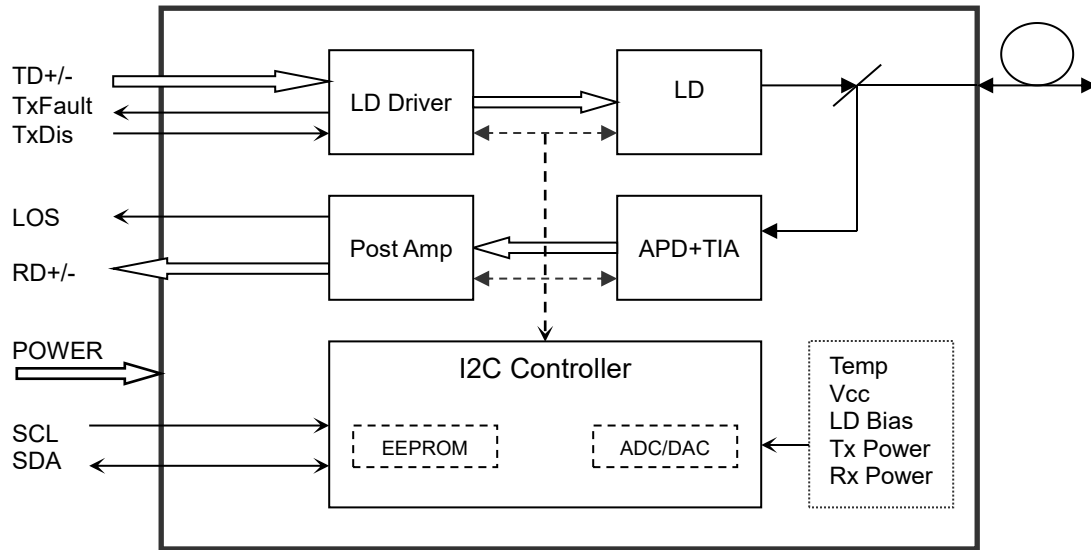 TD+/-
TxFault
TxDis
LD Driver
LD
LOS
RD+/-
Post Amp
APD+TIA
POWER
SCL
SDA
I2C Controller
EEPROM
ADC/DAC
Temp
Vcc
LD Bias
Tx Power
Rx Power